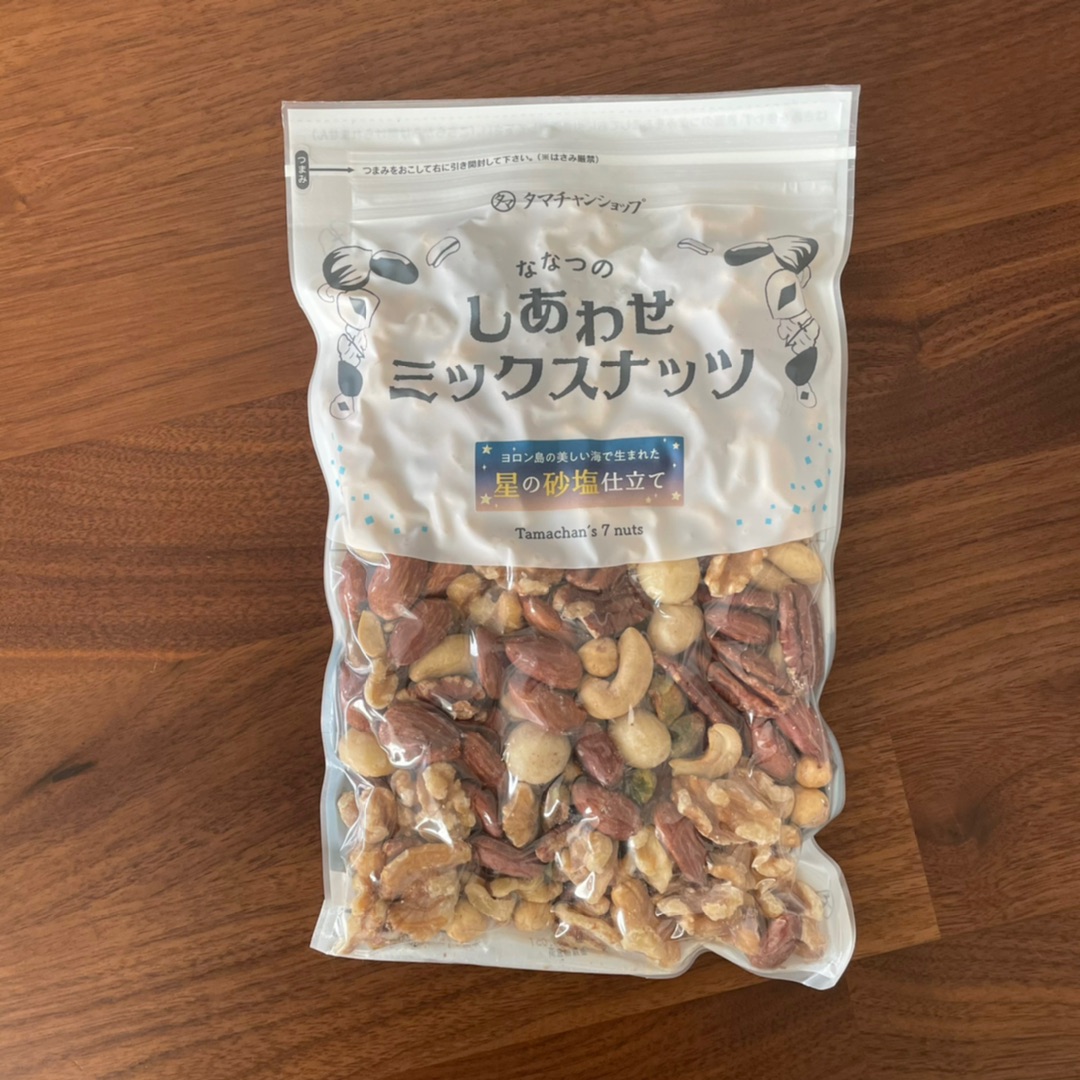 つまみ
つまみをおこして右に引き開封して下さい。(※はさみ厳禁)
タマ タマチャンショップ
ななつの
しあわせ
ミックスナッツ
ヨロン島の美しい海で生まれた
星の砂塩仕立て
Tamachan's 7 nuts